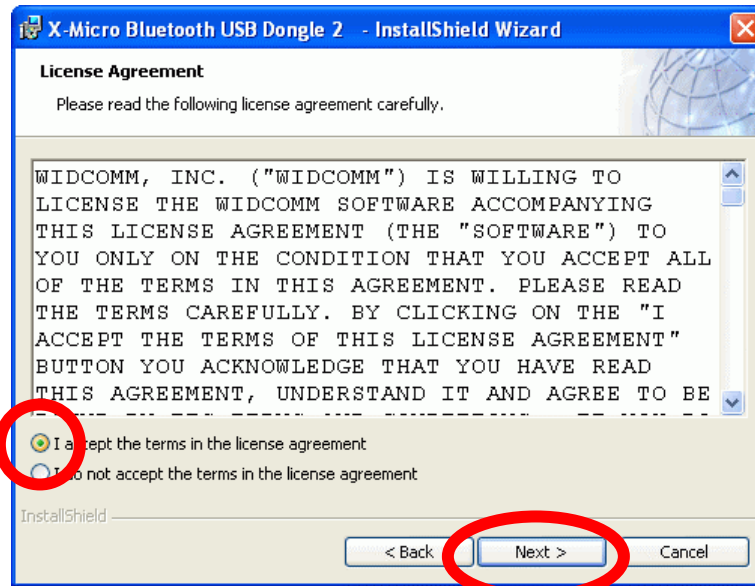 X-Micro Bluetooth USB Dongle 2 - InstallShield Wizard
License Agreement
Please read the following license agreement carefully.
WIDCOMM, INC. ("WIDCOMM") IS WILLING TO
LICENSE THE WIDCOMM SOFTWARE ACCOMPANYING
THIS LICENSE AGREEMENT (THE "SOFTWARE") TO
YOU ONLY ON THE CONDITION THAT YOU ACCEPT ALL
OF THE TERMS IN THIS AGREEMENT. PLEASE READ
THE TERMS CAREFULLY. BY CLICKING ON THE "I
ACCEPT THE TERMS OF THIS LICENSE AGREEMENT"
BUTTON YOU ACKNOWLEDGE THAT YOU HAVE READ
THIS AGREEMENT, UNDERSTAND IT AND AGREE TO BE
I accept the terms in the license agreement
I do not accept the terms in the license agreement
InstallShield
< Back
Next >
Cancel